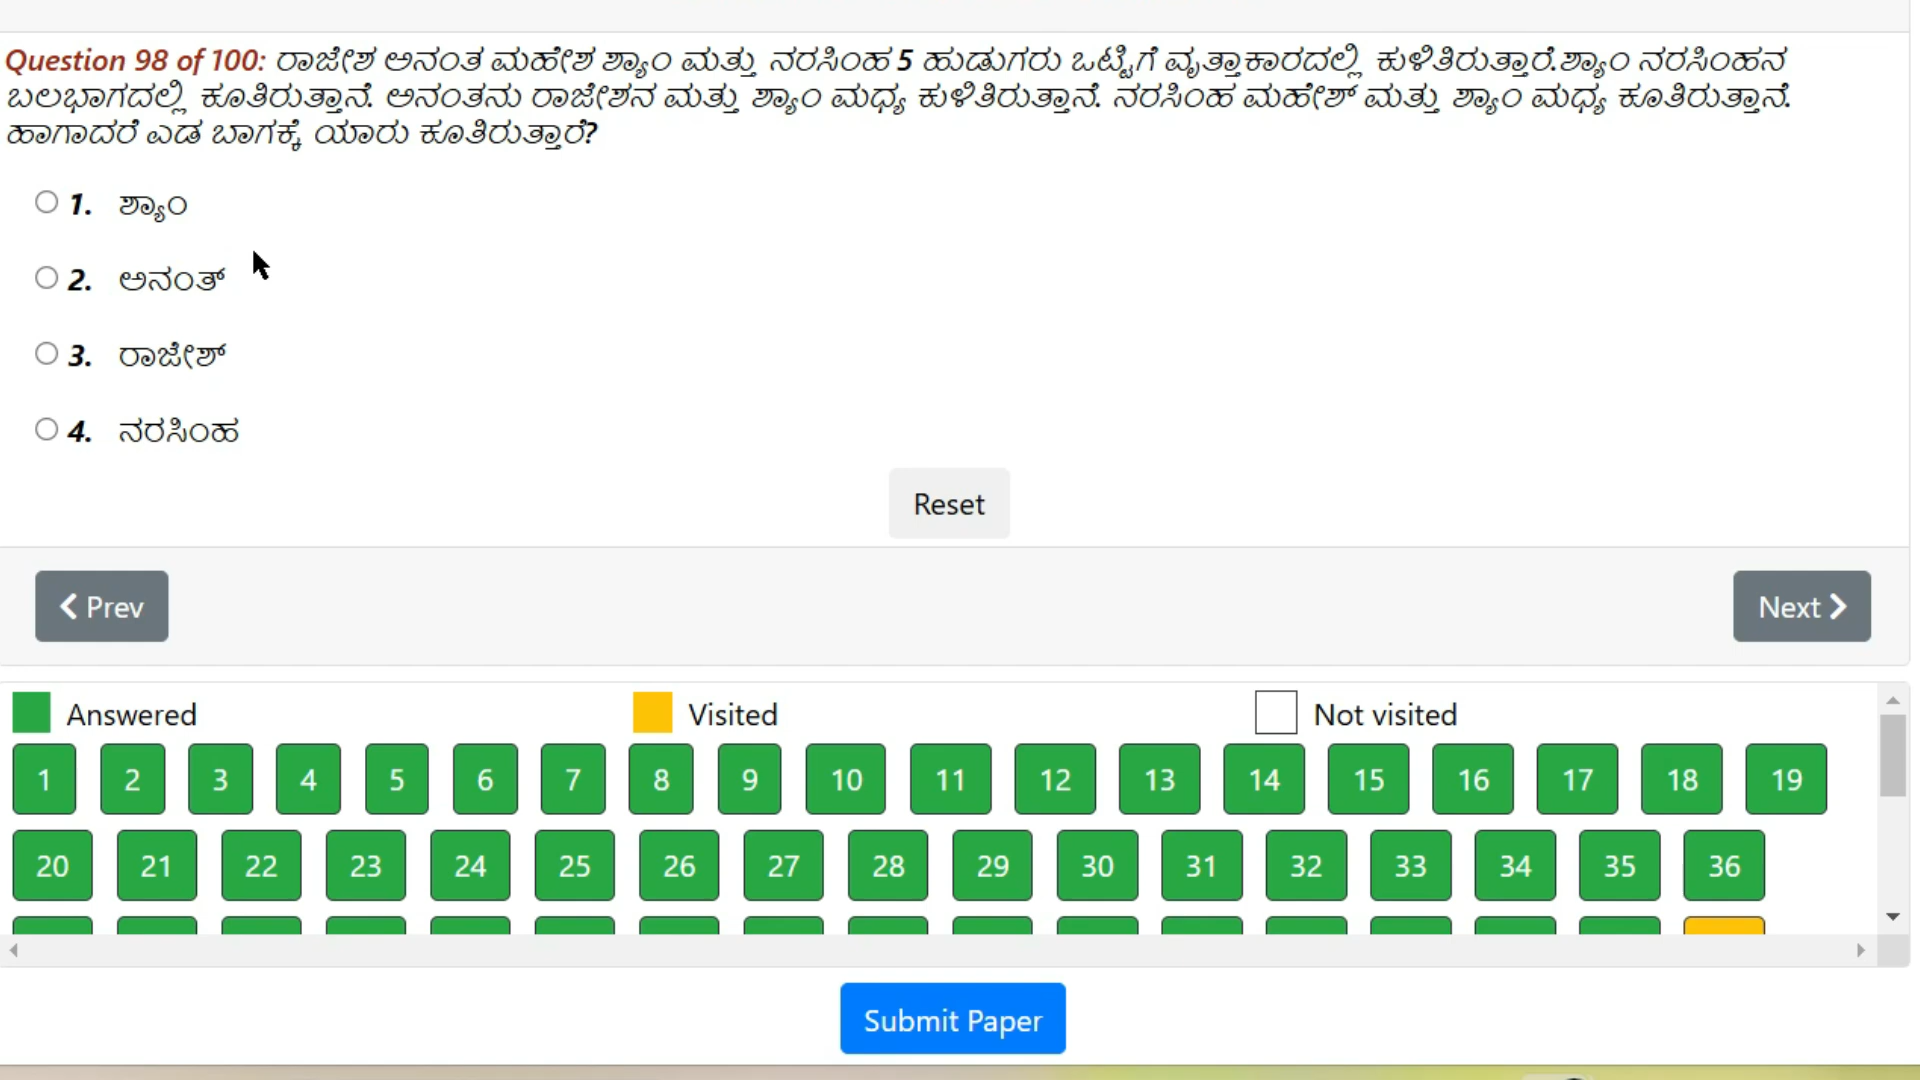 Question 98 of 100: ರಾಜೇಶ ಅನಂತ ಮಹೇಶ ಶ್ಯಾಂ ಮತ್ತು ನರಸಿಂಹ 5 ಹುಡುಗರು ಒಟ್ಟಿಗೆ ವೃತ್ತಾಕಾರದಲ್ಲಿ ಕುಳಿತಿರುತ್ತಾರೆ.ಶ್ಯಾಂ ನರಸಿಂಹನ
ಬಲಭಾಗದಲ್ಲಿ ಕೂತಿರುತ್ತಾನೆ. ಅನಂತನು ರಾಜೇಶನ ಮತ್ತು ಶ್ಯಾಂ ಮಧ್ಯ ಕುಳಿತಿರುತ್ತಾನೆ. ನರಸಿಂಹ ಮಹೇಶ್ ಮತ್ತು ಶ್ಯಾಂ ಮಧ್ಯ ಕೂತಿರುತ್ತಾನೆ.
ಹಾಗಾದರೆ ಎಡ ಬಾಗಕ್ಕೆ ಯಾರು ಕೂತಿರುತ್ತಾರೆ?
1. ಶ್ಯಾಂ
2. ಅನಂತ್
3. ರಾಜೇಶ್
4. ನರಸಿಂಹ
Reset
Prev Next
Answered Visited Not visited
1 2 3 4 5 6 7 8 9 10 11 12 13 14 15 16 17 18 19
20 21 22 23 24 25 26 27 28 29 30 31 32 33 34 35 36
Submit Paper